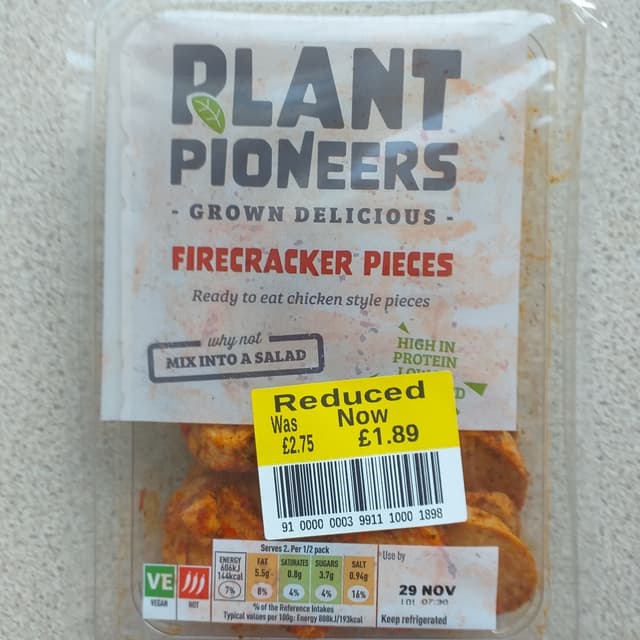 PLANT
PIONEERS
- GROWN DELICIOUS -
FIRECRACKER PIECES
Ready to eat chicken style pieces
why not
MIX INTO A SALAD
HIGH IN
PROTEIN
Reduced
Was Now
£2.75 £1.89
91 0000 0003 9911 1000 1898
Serves 2. Per 1/2 pack
ENERGY 606kJ 144kcal 7%
FAT 5.5g 8%
SATURATES 0.8g 4%
SUGARS 3.7g 4%
SALT 0.94g 16%
% of the Reference Intakes
Typical values per 100g: Energy 808kJ/193kcal
VE
VEGAN
HOT
Use by
29 NOV
07:30
Keep refrigerated